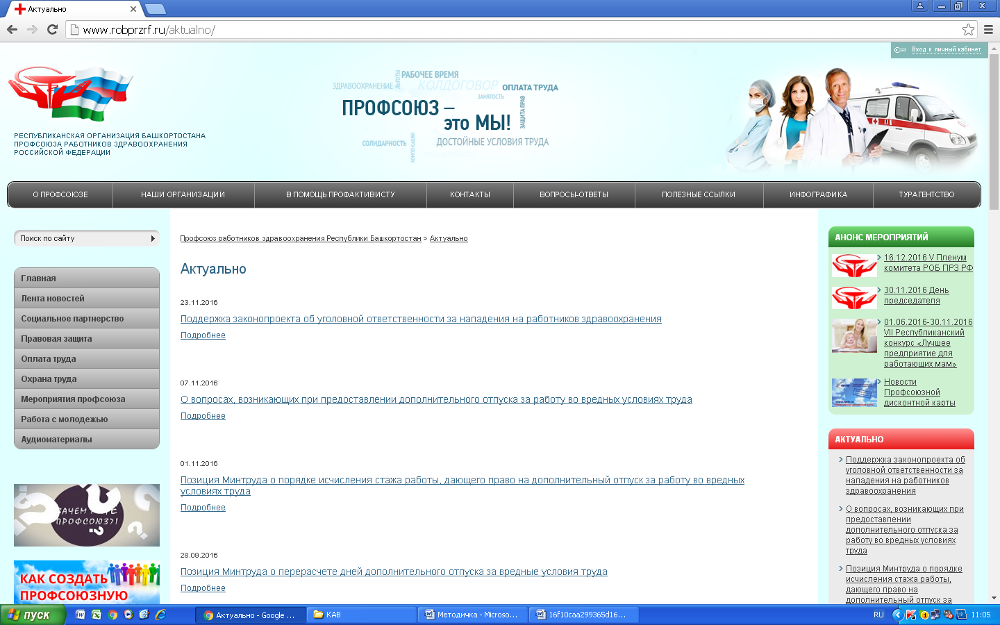 Актуально
www.robprzrf.ru/aktualno/
Вход в личный кабинет
РЕСПУБЛИКАНСКАЯ ОРГАНИЗАЦИЯ БАШКОРТОСТАНА
ПРОФСОЮЗА РАБОТНИКОВ ЗДРАВООХРАНЕНИЯ
РОССИЙСКОЙ ФЕДЕРАЦИИ
ЛЬГОТЫ
РАБОЧЕЕ ВРЕМЯ
ЗДРАВООХРАНЕНИЕ
КОЛДОГОВОР
ОПЛАТА ТРУДА
ЗАНЯТОСТЬ
ЗАЩИТА ПРАВ
ПРОФСОЮЗ –
это МЫ!
СОЛИДАРНОСТЬ
КОМПЕНСАЦИИ
ДОСТОЙНЫЕ УСЛОВИЯ ТРУДА
О ПРОФСОЮЗЕ
НАШИ ОРГАНИЗАЦИИ
В ПОМОЩЬ ПРОФАКТИВИСТУ
КОНТАКТЫ
ВОПРОСЫ-ОТВЕТЫ
ПОЛЕЗНЫЕ ССЫЛКИ
ИНФОГРАФИКА
ТУРАГЕНТСТВО
Поиск по сайту
Главная
Лента новостей
Социальное партнерство
Правовая защита
Оплата труда
Охрана труда
Мероприятия профсоюза
Работа с молодежью
Аудиоматериалы
ПРОФСОЮЗ?!
КАК СОЗДАТЬ
ПРОФСОЮЗНУЮ
Профсоюз работников здравоохранения Республики Башкортостан > Актуально
Актуально
23.11.2016
Поддержка законопроекта об уголовной ответственности за нападения на работников здравоохранения
Подробнее
07.11.2016
О вопросах, возникающих при предоставлении дополнительного отпуска за работу во вредных условиях труда
Подробнее
01.11.2016
Позиция Минтруда о порядке исчисления стажа работы, дающего право на дополнительный отпуск за работу во вредных
условиях труда
Подробнее
28.09.2016
Позиция Минтруда о перерасчете дней дополнительного отпуска за вредные условия труда
Подробнее
АНОНС МЕРОПРИЯТИЙ
16.12.2016 V Пленум
комитета РОБ ПРЗ РФ
30.11.2016 День
председателя
01.06.2016-30.11.2016
VII Республиканский
конкурс «Лучшее
предприятие для
работающих мам»
Новости
Профсоюзной
дисконтной карты
АКТУАЛЬНО
Поддержка законопроекта об
уголовной ответственности за
нападения на работников
здравоохранения
О вопросах, возникающих при
предоставлении
дополнительного отпуска за
работу во вредных условиях
труда
Позиция Минтруда о порядке
исчисления стажа работы,
дающего право на
дополнительный отпуск за
пуск
Актуально - Google ...
КАВ
Методичка - Microso...
16f10caa299365d16...
RU
11:05